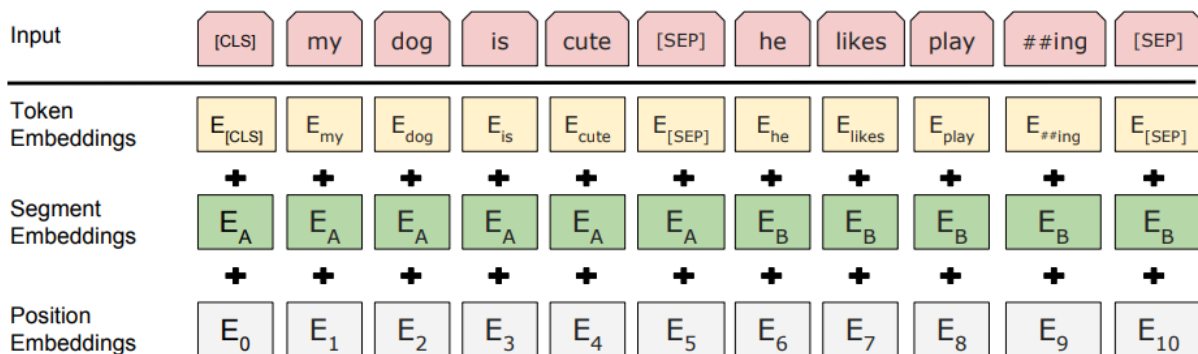 Input [CLS] my dog is cute [SEP] he likes play ##ing [SEP]
Token Embeddings E[CLS] Emy Edog Eis Ecute E[SEP] Ehe Elikes Eplay E##ing E[SEP]
+ + + + + + + + + + +
Segment Embeddings EA EA EA EA EA EA EB EB EB EB EB
+ + + + + + + + + + +
Position Embeddings E0 E1 E2 E3 E4 E5 E6 E7 E8 E9 E10